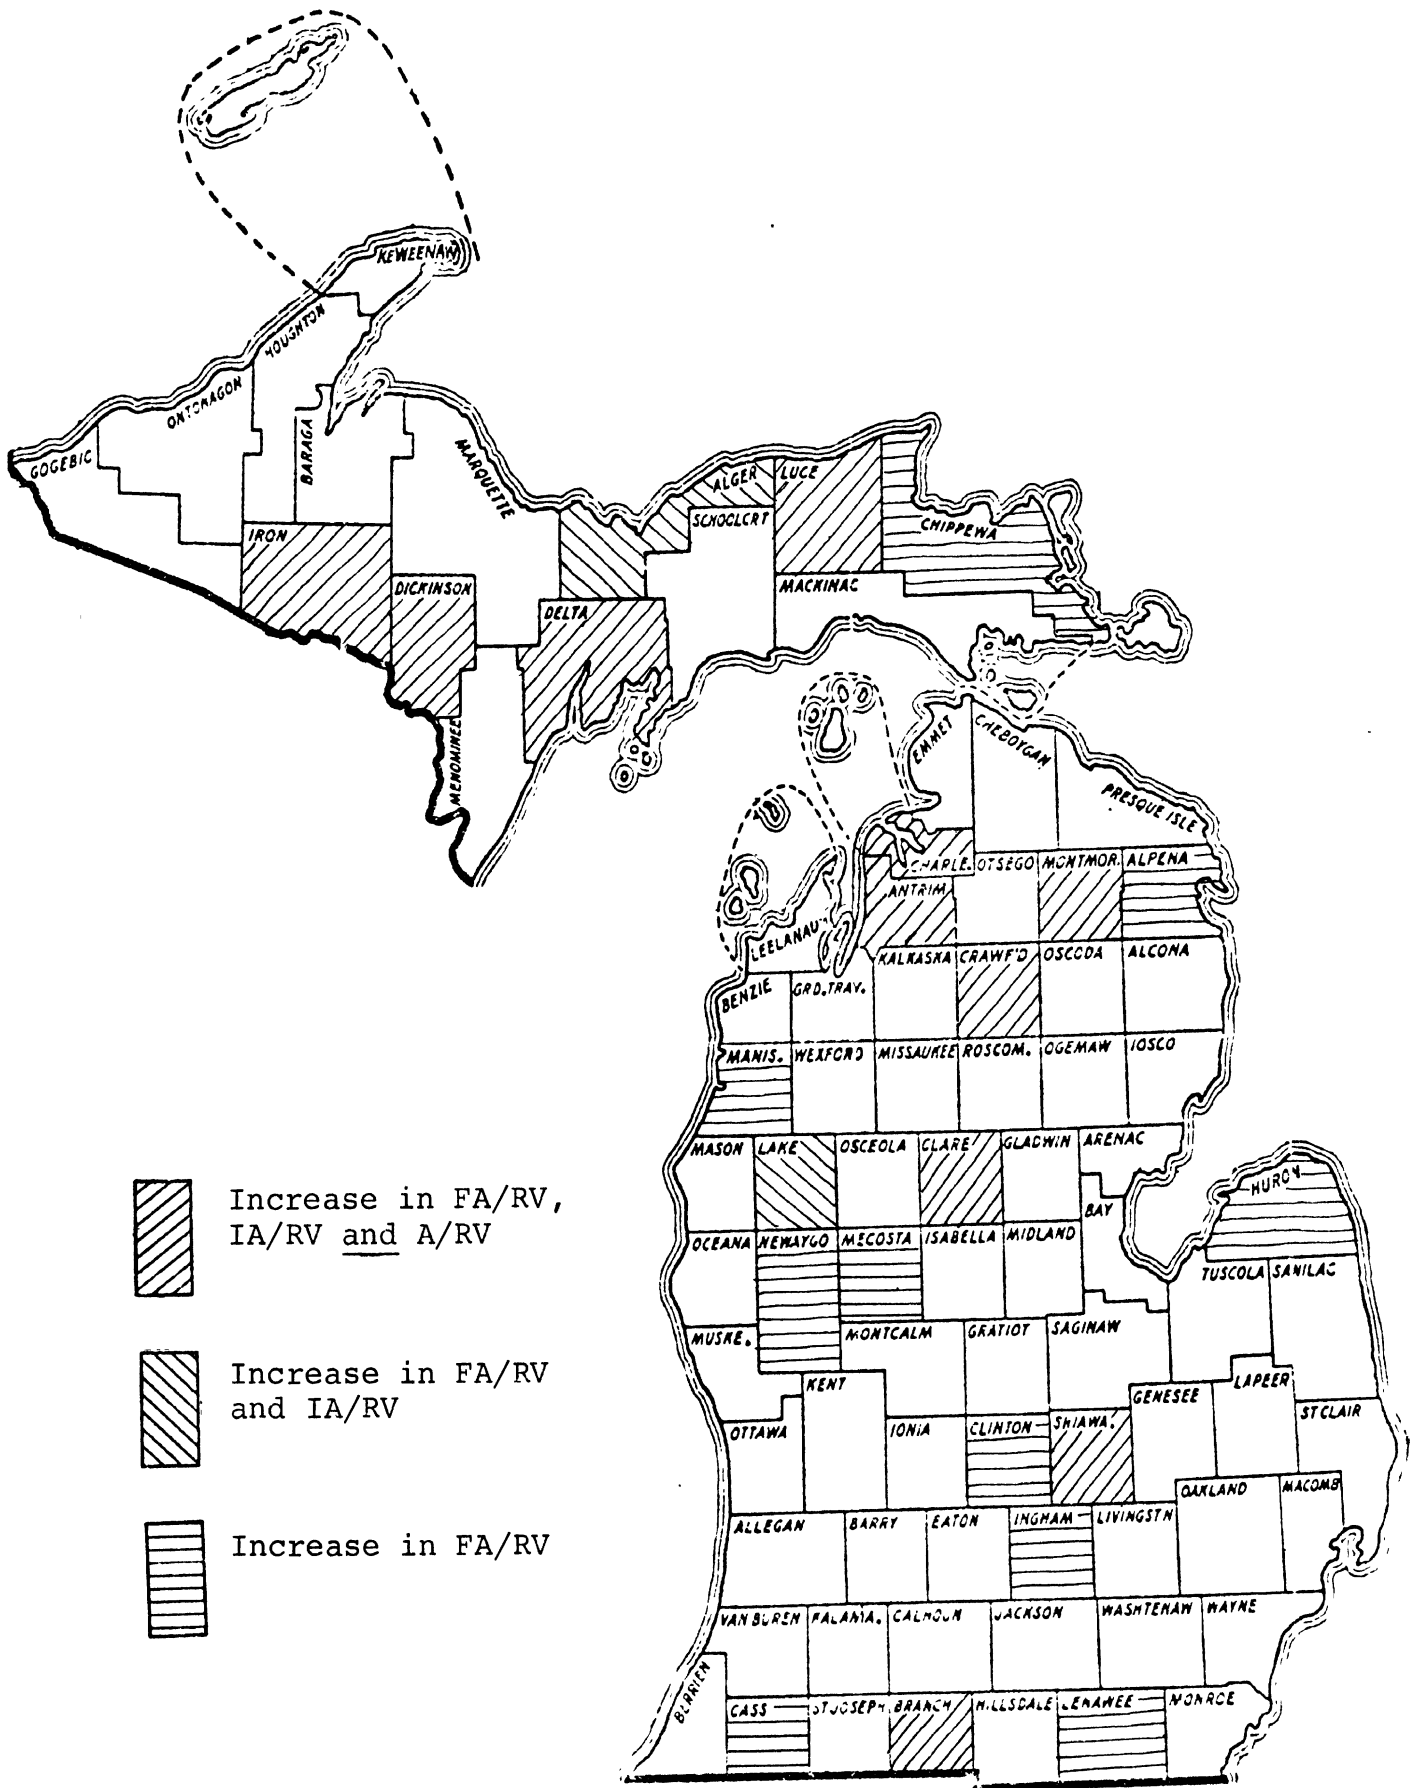 KEWEENAW
HOUGHTON
ONTONAGON
GOGEBIC
BARAGA
MARQUETTE
ALGER
LUCE
SCHOOLCRT
CHIPPEWA
IRON
DICKINSON
DELTA
MACKINAC
MENOMINEE
EMMET
CHEBOYGAN
PRESQUE ISLE
CHARLE.
OTSEGO
MONTMOR.
ALPENA
ANTRIM
LEELANAU
KALKASKA
CRAWF'D
OSCODA
ALCONA
BENZIE
GRD.TRAV.
MANIS.
WEXFORD
MISSAUKEE
ROSCOM.
OGEMAW
IOSCO
MASON
LAKE
OSCEOLA
CLARE
GLADWIN
ARENAC
HURON
BAY
OCEANA
NEWAYGO
MECOSTA
ISABELLA
MIDLAND
TUSCOLA
SANILAC
MUSKE.
MONTCALM
GRATIOT
SAGINAW
KENT
GENESEE
LAPEER
ST CLAIR
OTTAWA
IONIA
CLINTON
SHIAWA.
OAKLAND
MACOMB
ALLEGAN
BARRY
EATON
INGHAM
LIVINGSTN
VAN BUREN
KALAMA.
CALHOUN
JACKSON
WASHTENAW
WAYNE
BERRIEN
CASS
ST JOSEPH
BRANCH
HILLSDALE
LENAWEE
MONROE
Increase in FA/RV,
IA/RV and A/RV
Increase in FA/RV
and IA/RV
Increase in FA/RV